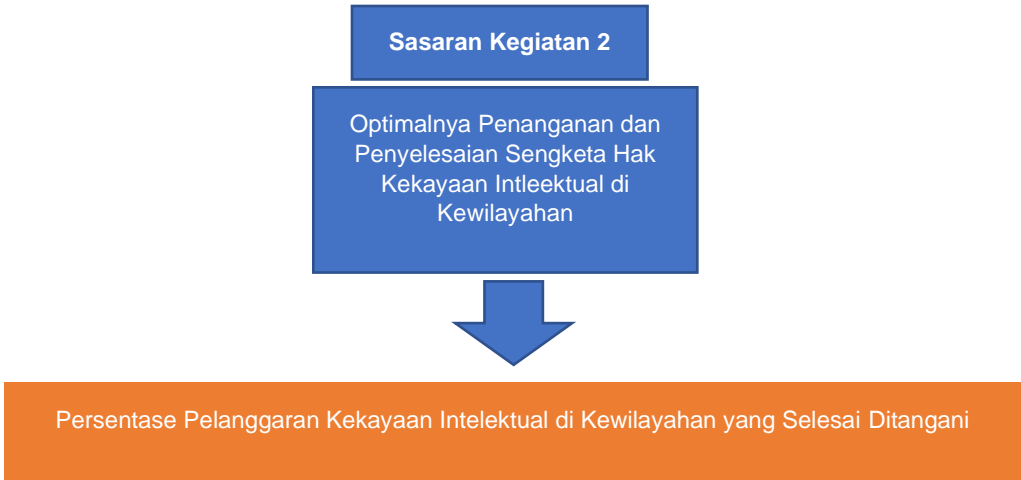 Sasaran Kegiatan 2
Optimalnya Penanganan dan
Penyelesaian Sengketa Hak
Kekayaan Intleektual di
Kewilayahan
Persentase Pelanggaran Kekayaan Intelektual di Kewilayahan yang Selesai Ditangani